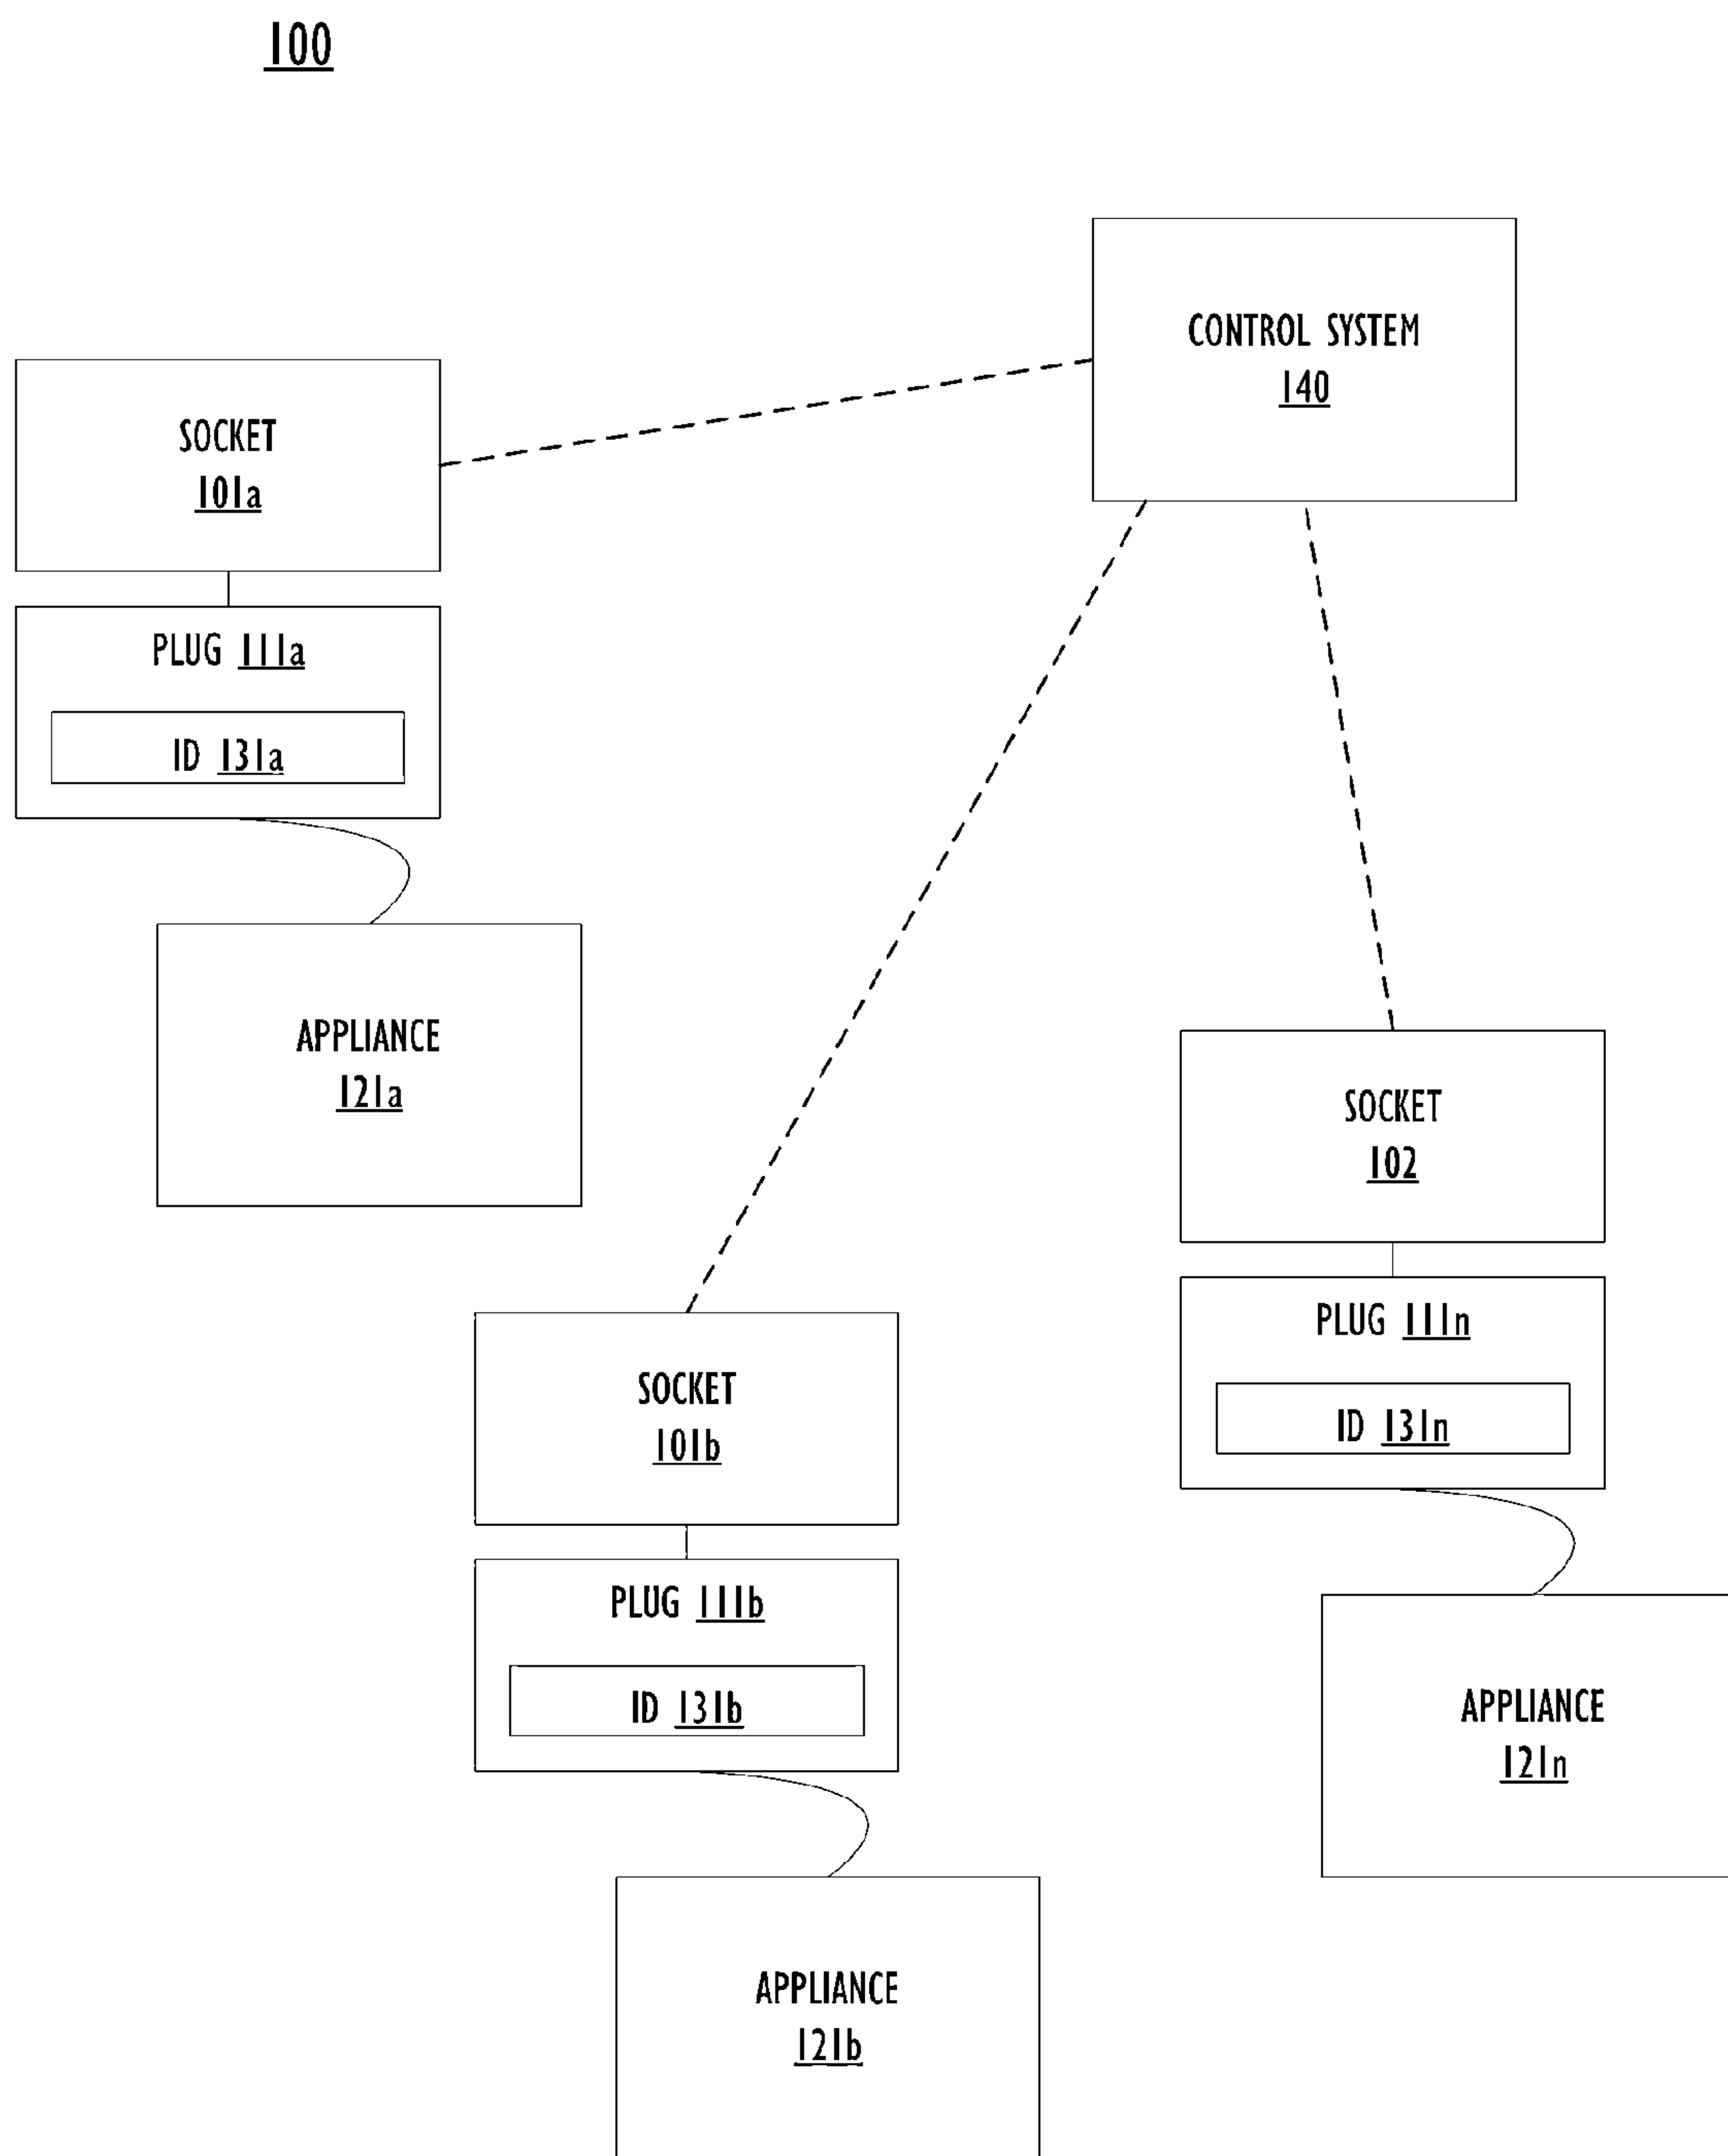 100
CONTROL SYSTEM
140
SOCKET
101a
PLUG 111a
ID 131a
APPLIANCE
121a
SOCKET
102
PLUG 111n
ID 131n
APPLIANCE
121n
SOCKET
101b
PLUG 111b
ID 131b
APPLIANCE
121b